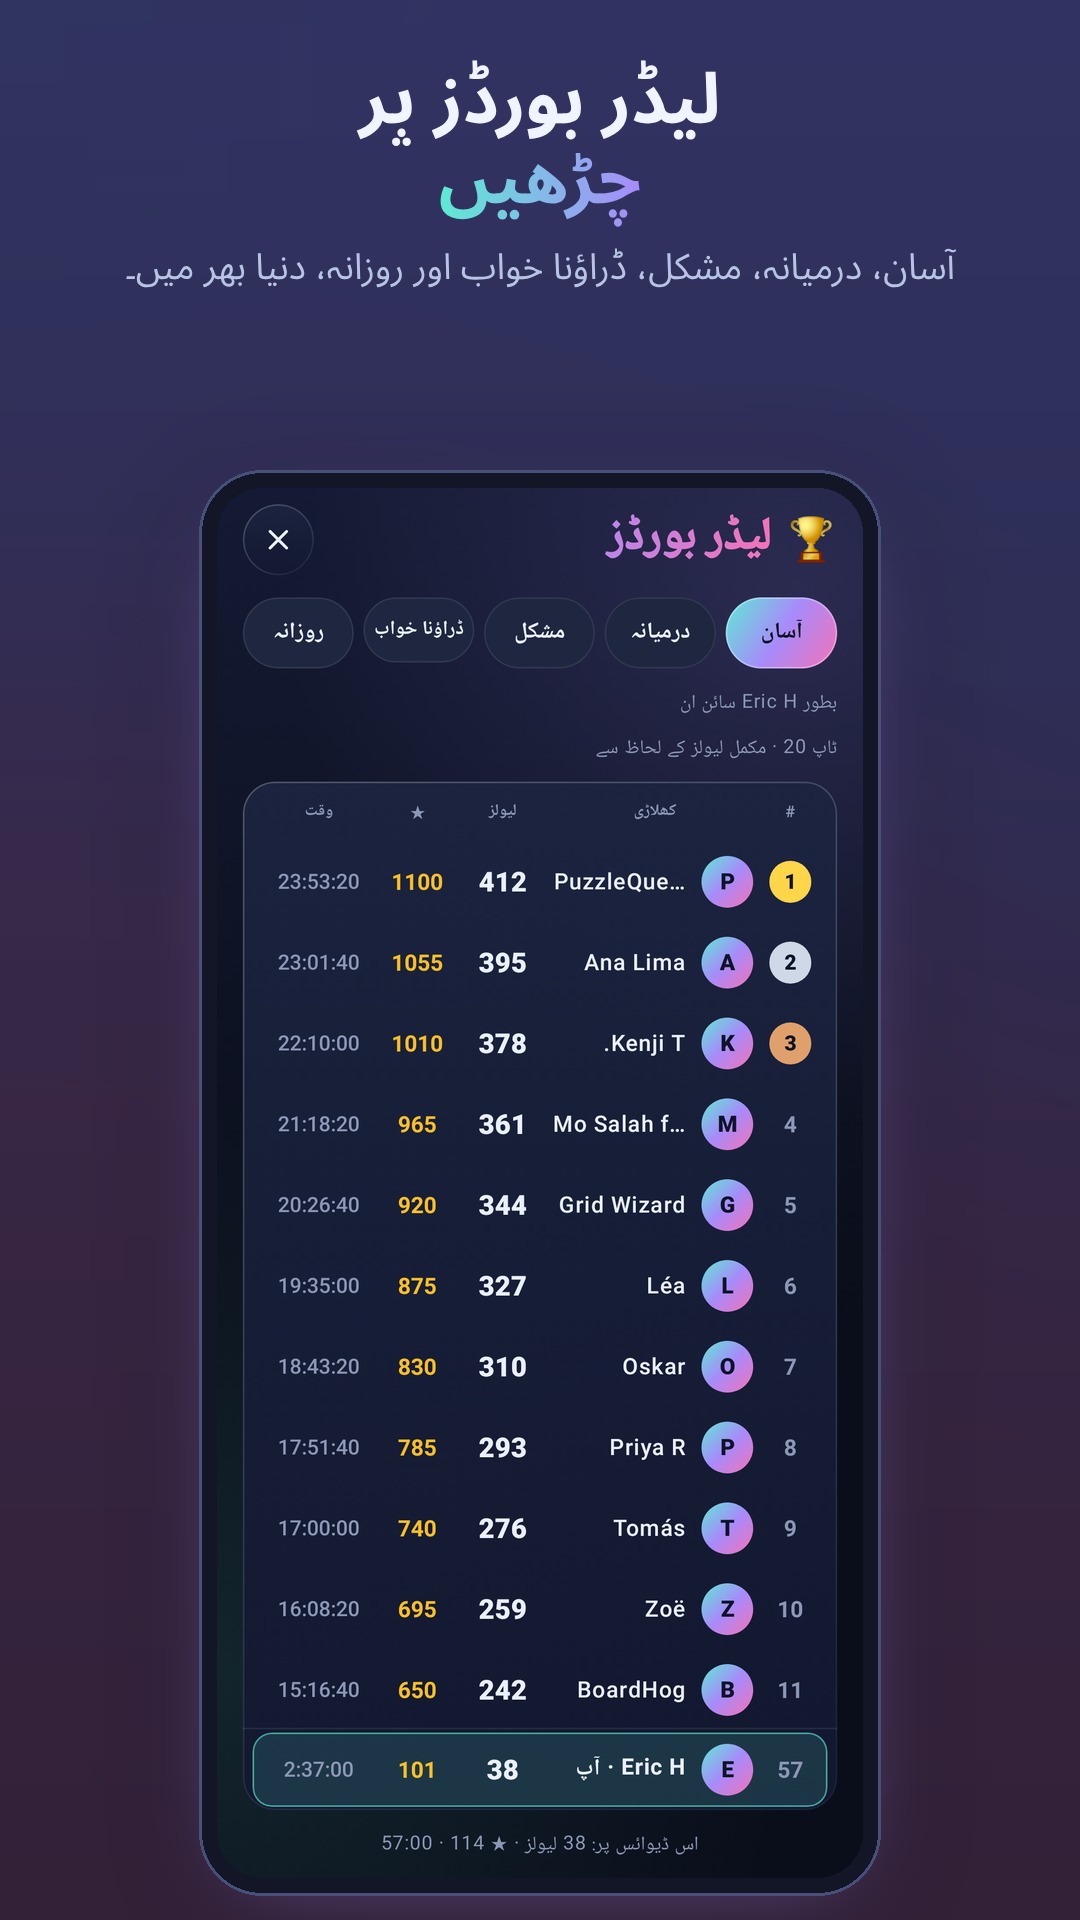 لیڈر بورڈز پر
چڑھیں
آسان، درمیانہ، مشکل، ڈراؤنا خواب اور روزانہ، دنیا بھر میں۔
🏆 لیڈر بورڈز ×
آسان درمیانہ مشکل ڈراؤنا خواب روزانہ
بطور Eric H سائن ان
ٹاپ 20 · مکمل لیولز کے لحاظ سے
# کھلاڑی لیولز ★ وقت
1 P PuzzleQue... 412 1100 23:53:20
2 A Ana Lima 395 1055 23:01:40
3 K Kenji T. 378 1010 22:10:00
4 M Mo Salah f... 361 965 21:18:20
5 G Grid Wizard 344 920 20:26:40
6 L Léa 327 875 19:35:00
7 O Oskar 310 830 18:43:20
8 P Priya R 293 785 17:51:40
9 T Tomás 276 740 17:00:00
10 Z Zoë 259 695 16:08:20
11 B BoardHog 242 650 15:16:40
57 E Eric H · آپ 38 101 2:37:00
اس ڈیوائس پر: 38 لیولز · ★ 114 · 57:00